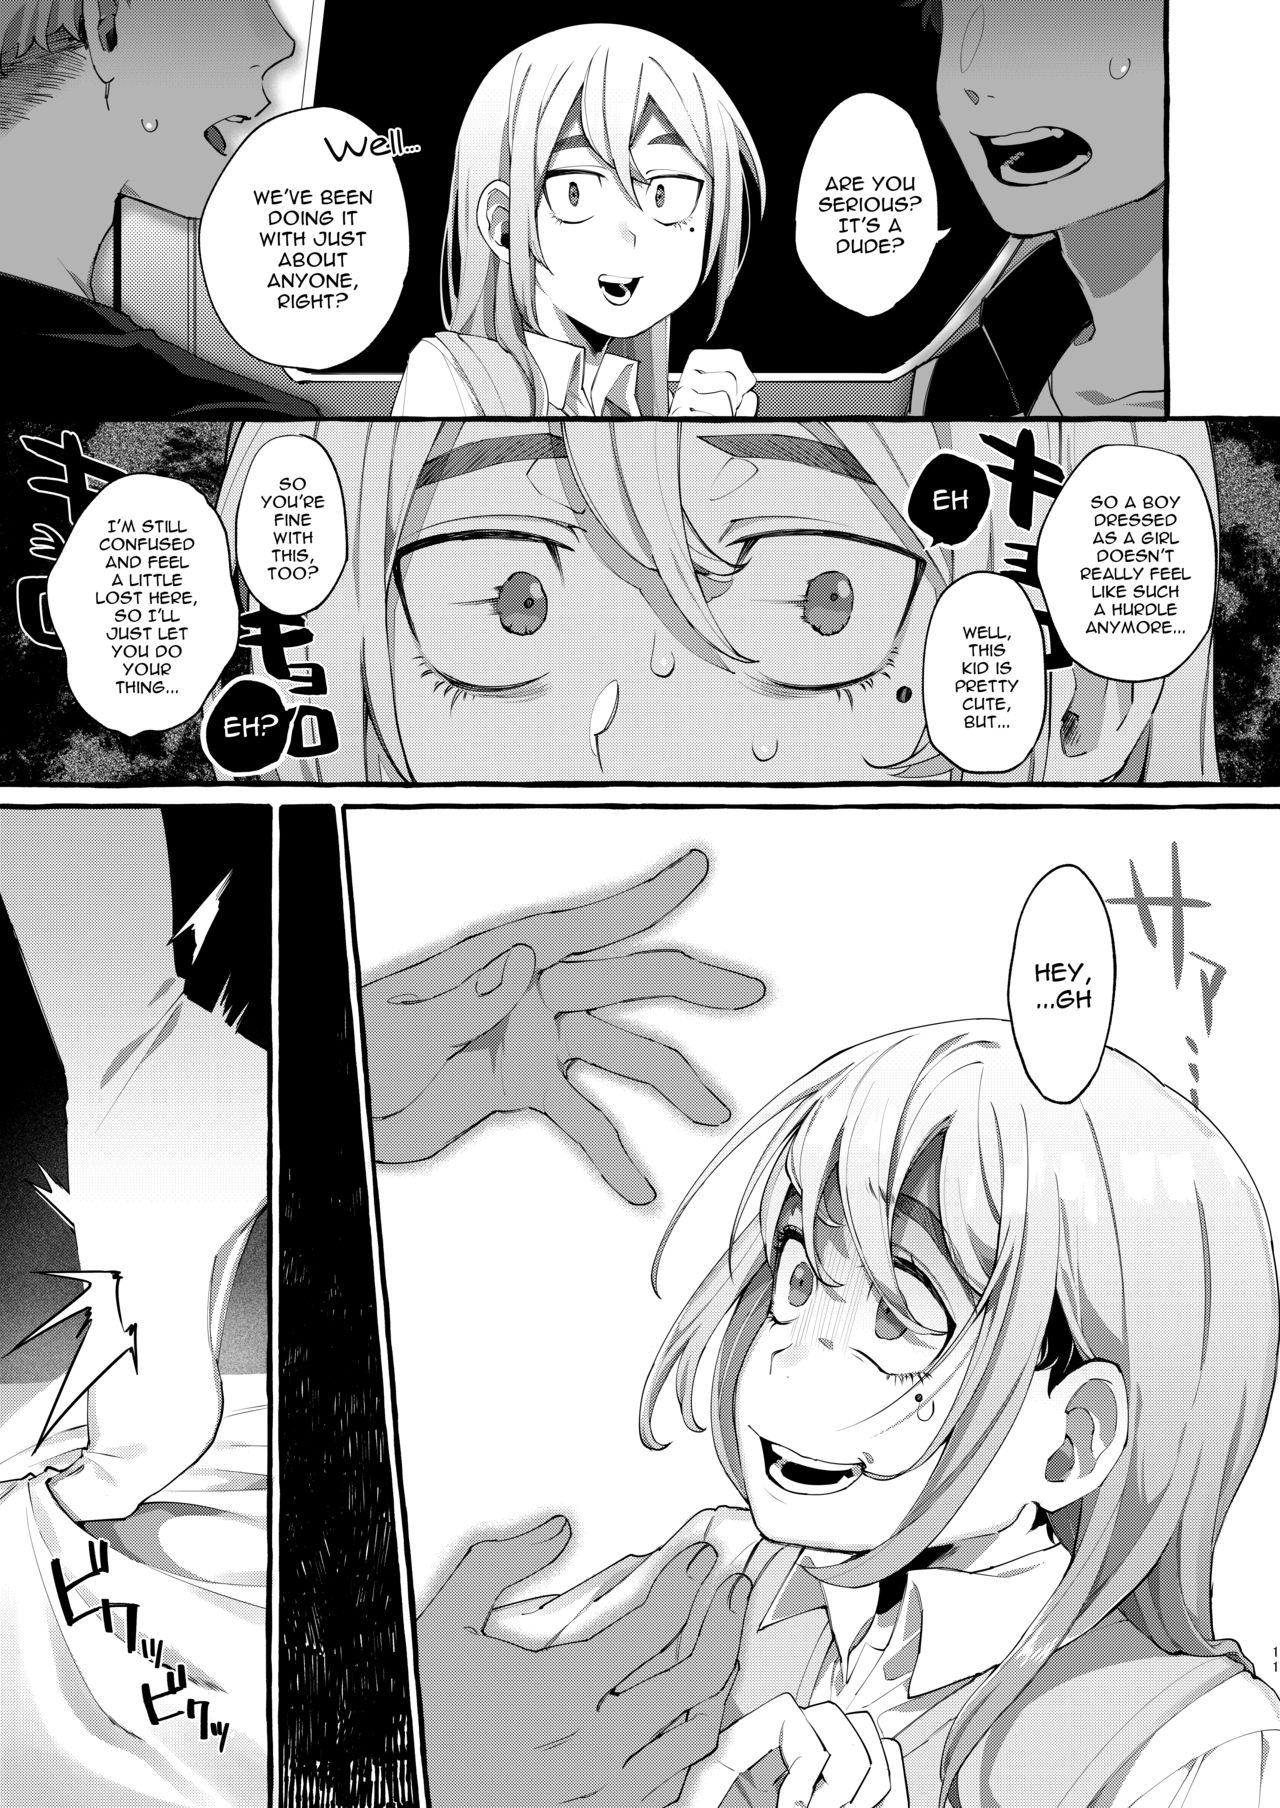 ARE YOU
SERIOUS?
IT'S A
DUDE?
Well...
WE'VE BEEN
DOING IT
WITH JUST
ABOUT
ANYONE,
RIGHT?
SO A BOY
DRESSED
AS A GIRL
DOESN'T
REALLY FEEL
LIKE SUCH
A HURDLE
ANYMORE...
EH
キョロ
WELL,
THIS
KID IS
PRETTY
CUTE,
BUT...
SO
YOU'RE
FINE
WITH
THIS,
TOO?
キョロ
EH?
I'M STILL
CONFUSED
AND FEEL
A LITTLE
LOST HERE,
SO I'LL
JUST LET
YOU DO
YOUR
THING...
サアァ...
HEY,
...GH
ビクッ
ビクッ
11